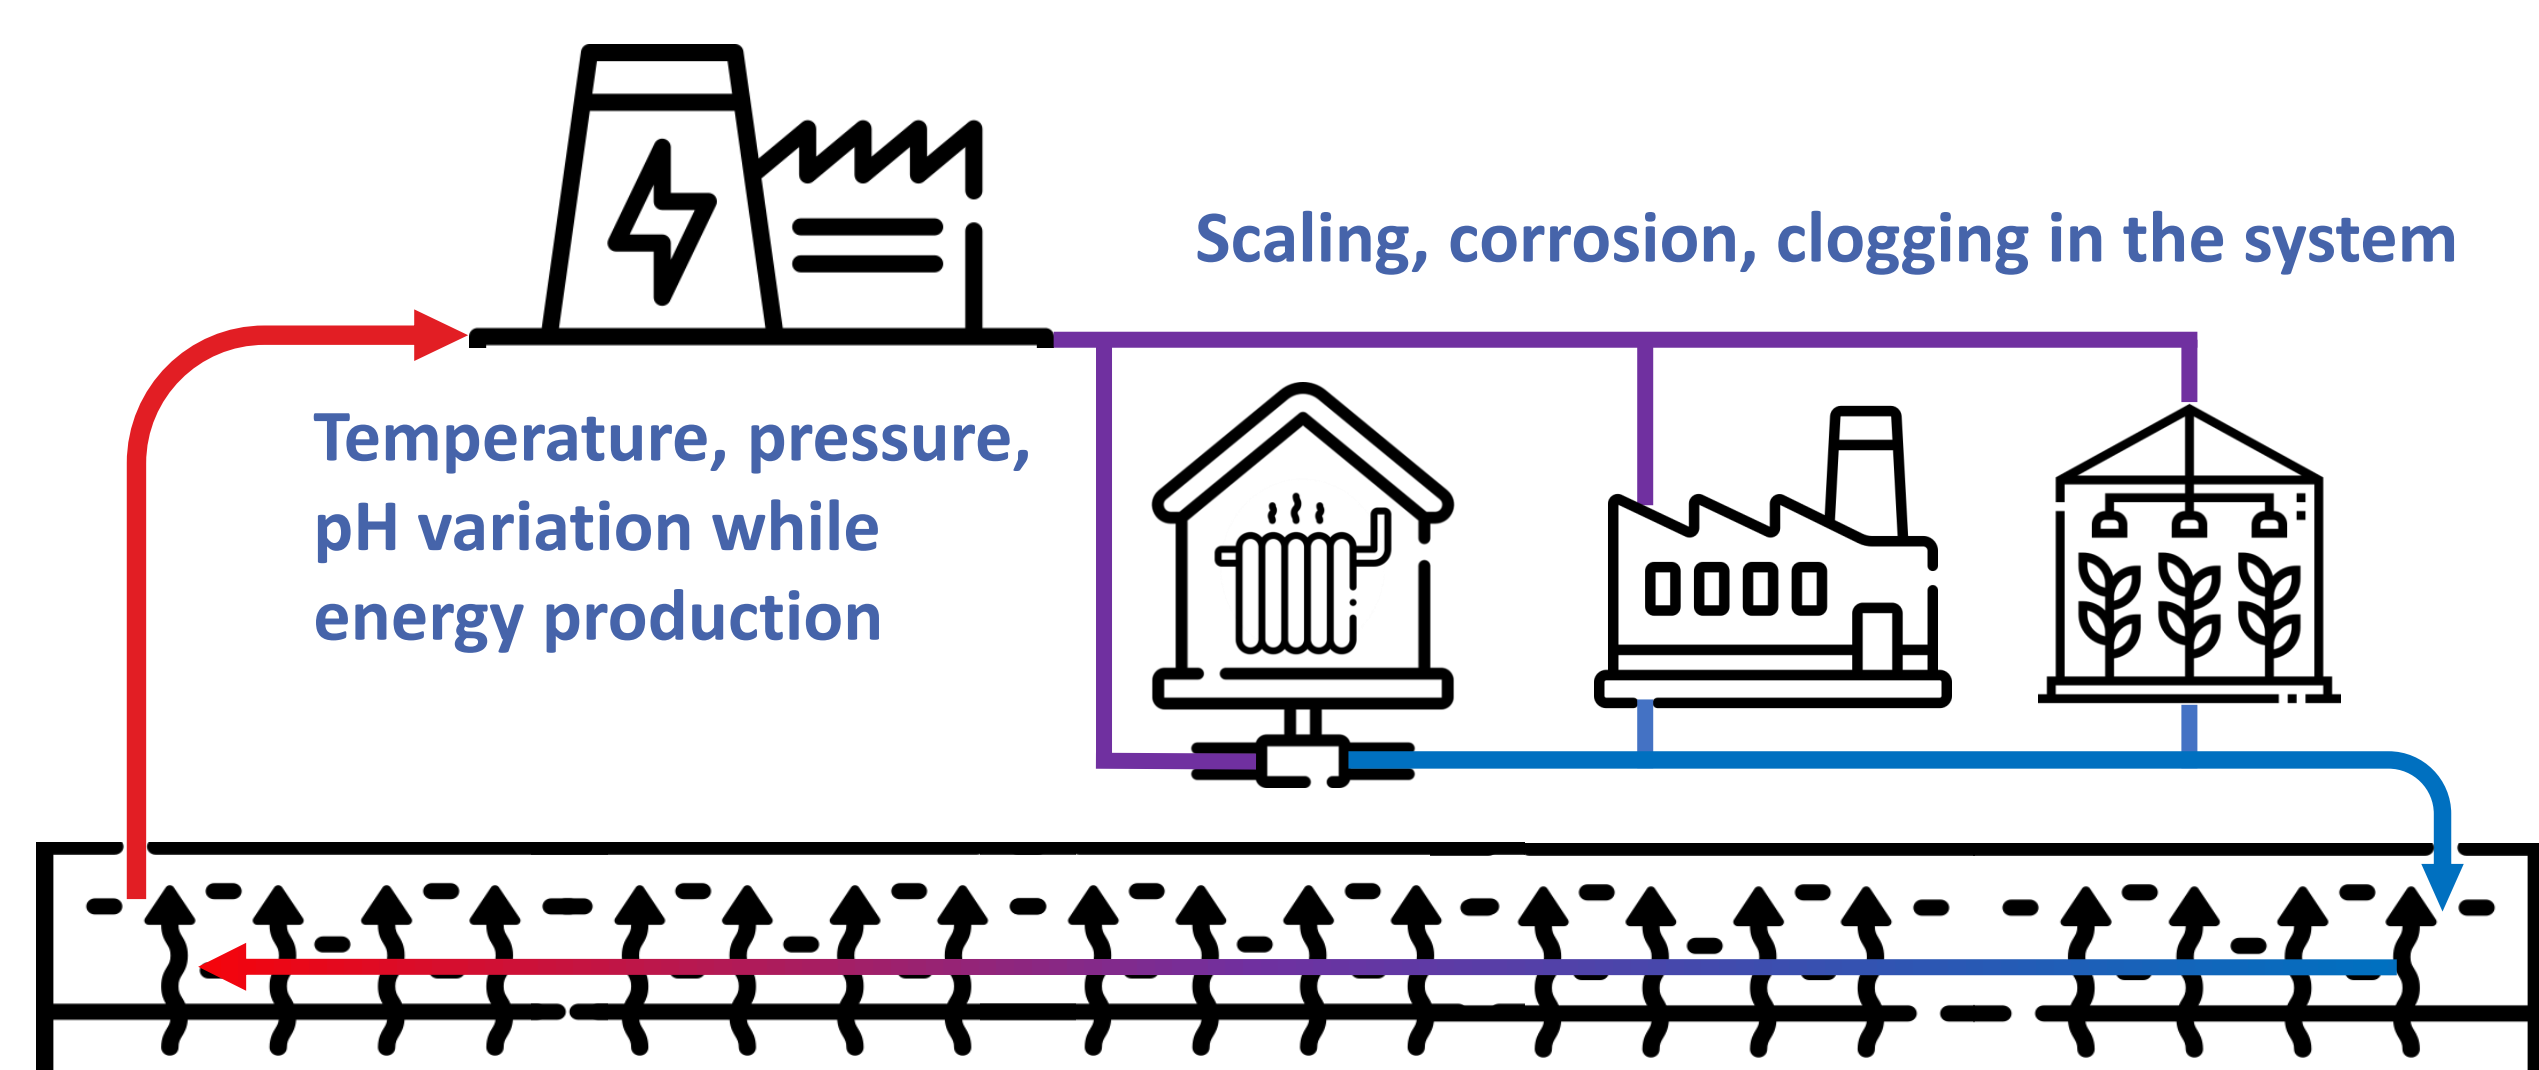 Scaling, corrosion, clogging in the system
Temperature, pressure,
pH variation while
energy production